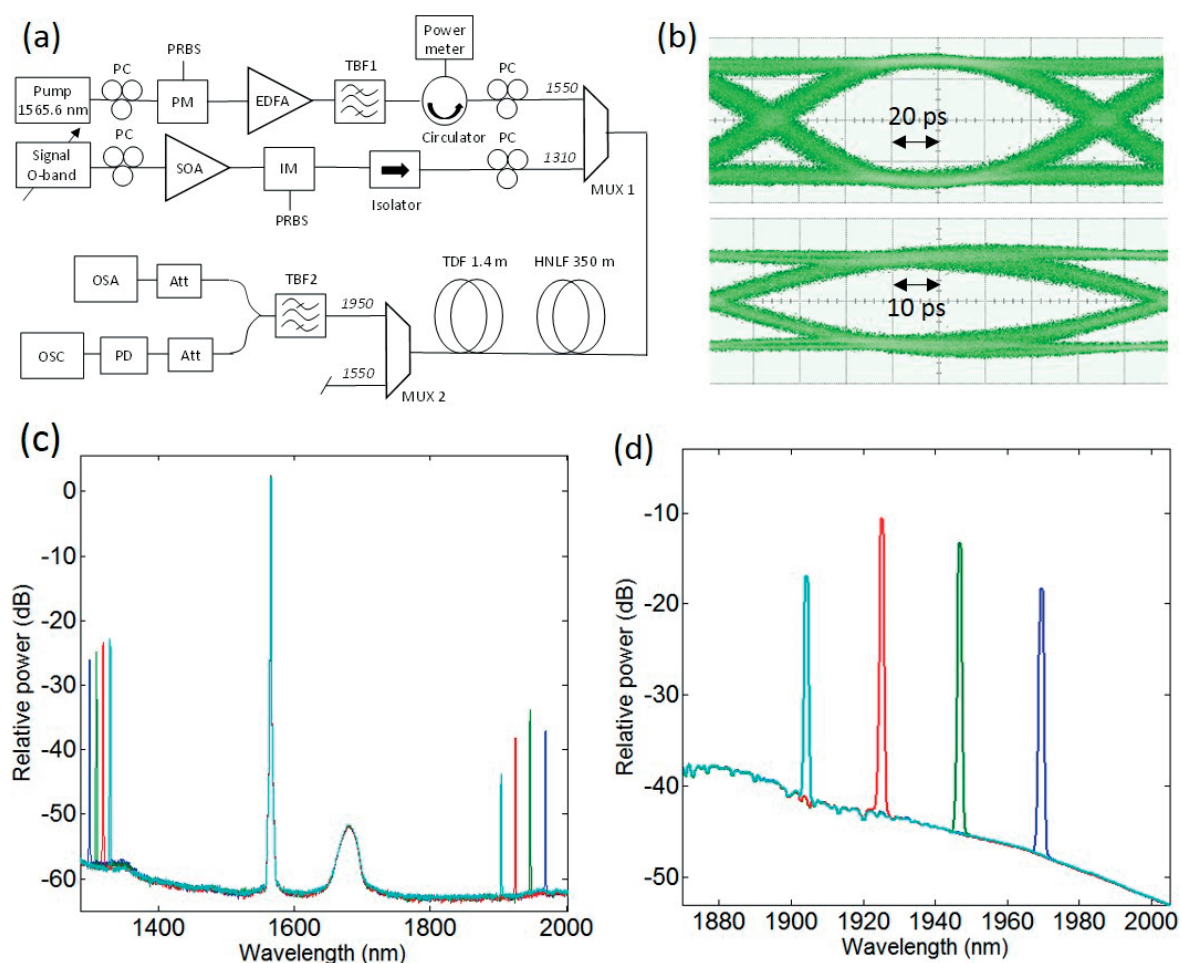 (a)
PRBS
Power
meter
PC
TBF1
PC
1550
Pump
1565.6 nm
PM
EDFA
Circulator
PC
Signal
O-band
SOA
IM
Isolator
PC
1310
MUX 1
PRBS
OSA
Att
TBF2
1950
TDF 1.4 m
HNLF 350 m
OSC
PD
Att
1550
MUX 2
(b)
20 ps
10 ps
(c)
0
-10
-20
-30
-40
-50
-60
Relative power (dB)
1400
1600
1800
2000
Wavelength (nm)
(d)
-10
-20
-30
-40
-50
Relative power (dB)
1880
1900
1920
1940
1960
1980
2000
Wavelength (nm)